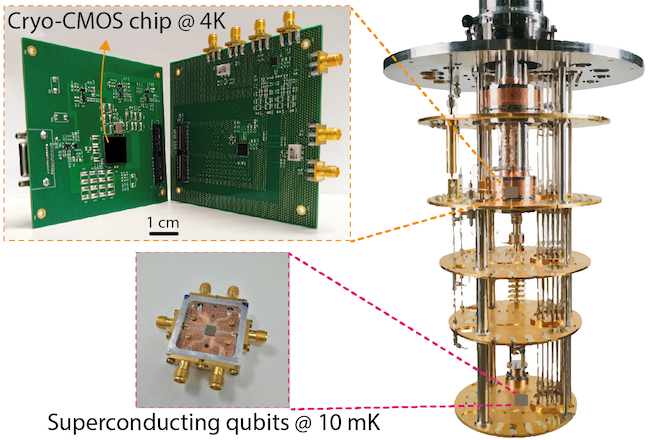 Cryo-CMOS chip @ 4K
1 cm
Superconducting qubits @ 10 mK